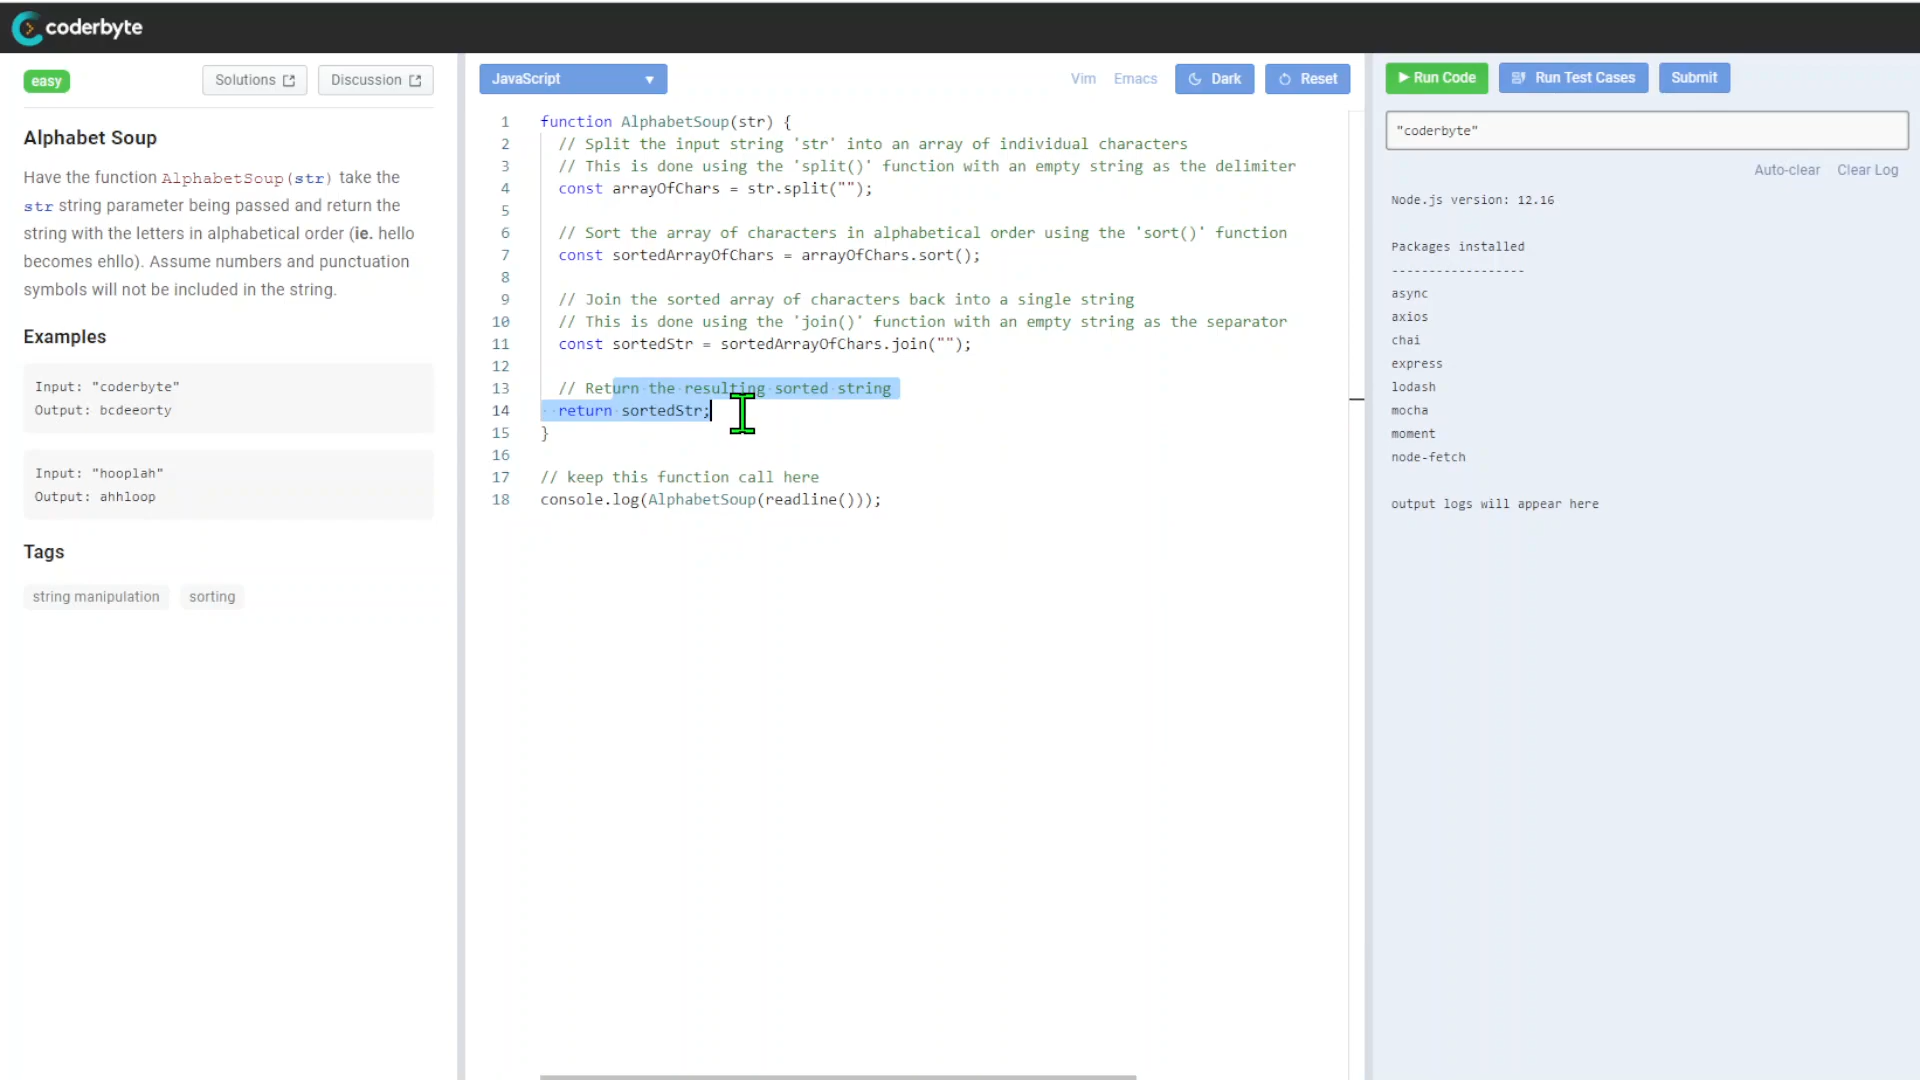 coderbyte
easy
Solutions
Discussion
Alphabet Soup
Have the function AlphabetSoup(str) take the
str string parameter being passed and return the
string with the letters in alphabetical order (ie. hello
becomes ehllo). Assume numbers and punctuation
symbols will not be included in the string.
Examples
Input: "coderbyte"
Output: bcdeeorty
Input: "hooplah"
Output: ahhloop
Tags
string manipulation
sorting
JavaScript
Vim
Emacs
Dark
Reset
1 function AlphabetSoup(str) {
2 // Split the input string 'str' into an array of individual characters
3 // This is done using the 'split()' function with an empty string as the delimiter
4 const arrayOfChars = str.split("");
5
6 // Sort the array of characters in alphabetical order using the 'sort()' function
7 const sortedArrayOfChars = arrayOfChars.sort();
8
9 // Join the sorted array of characters back into a single string
10 // This is done using the 'join()' function with an empty string as the separator
11 const sortedStr = sortedArrayOfChars.join("");
12
13 // Return the resulting sorted string
14 return sortedStr;
15 }
16
17 // keep this function call here
18 console.log(AlphabetSoup(readline()));
Run Code
Run Test Cases
Submit
"coderbyte"
Auto-clear
Clear Log
Node.js version: 12.16
Packages installed
------------------
async
axios
chai
express
lodash
mocha
moment
node-fetch
output logs will appear here